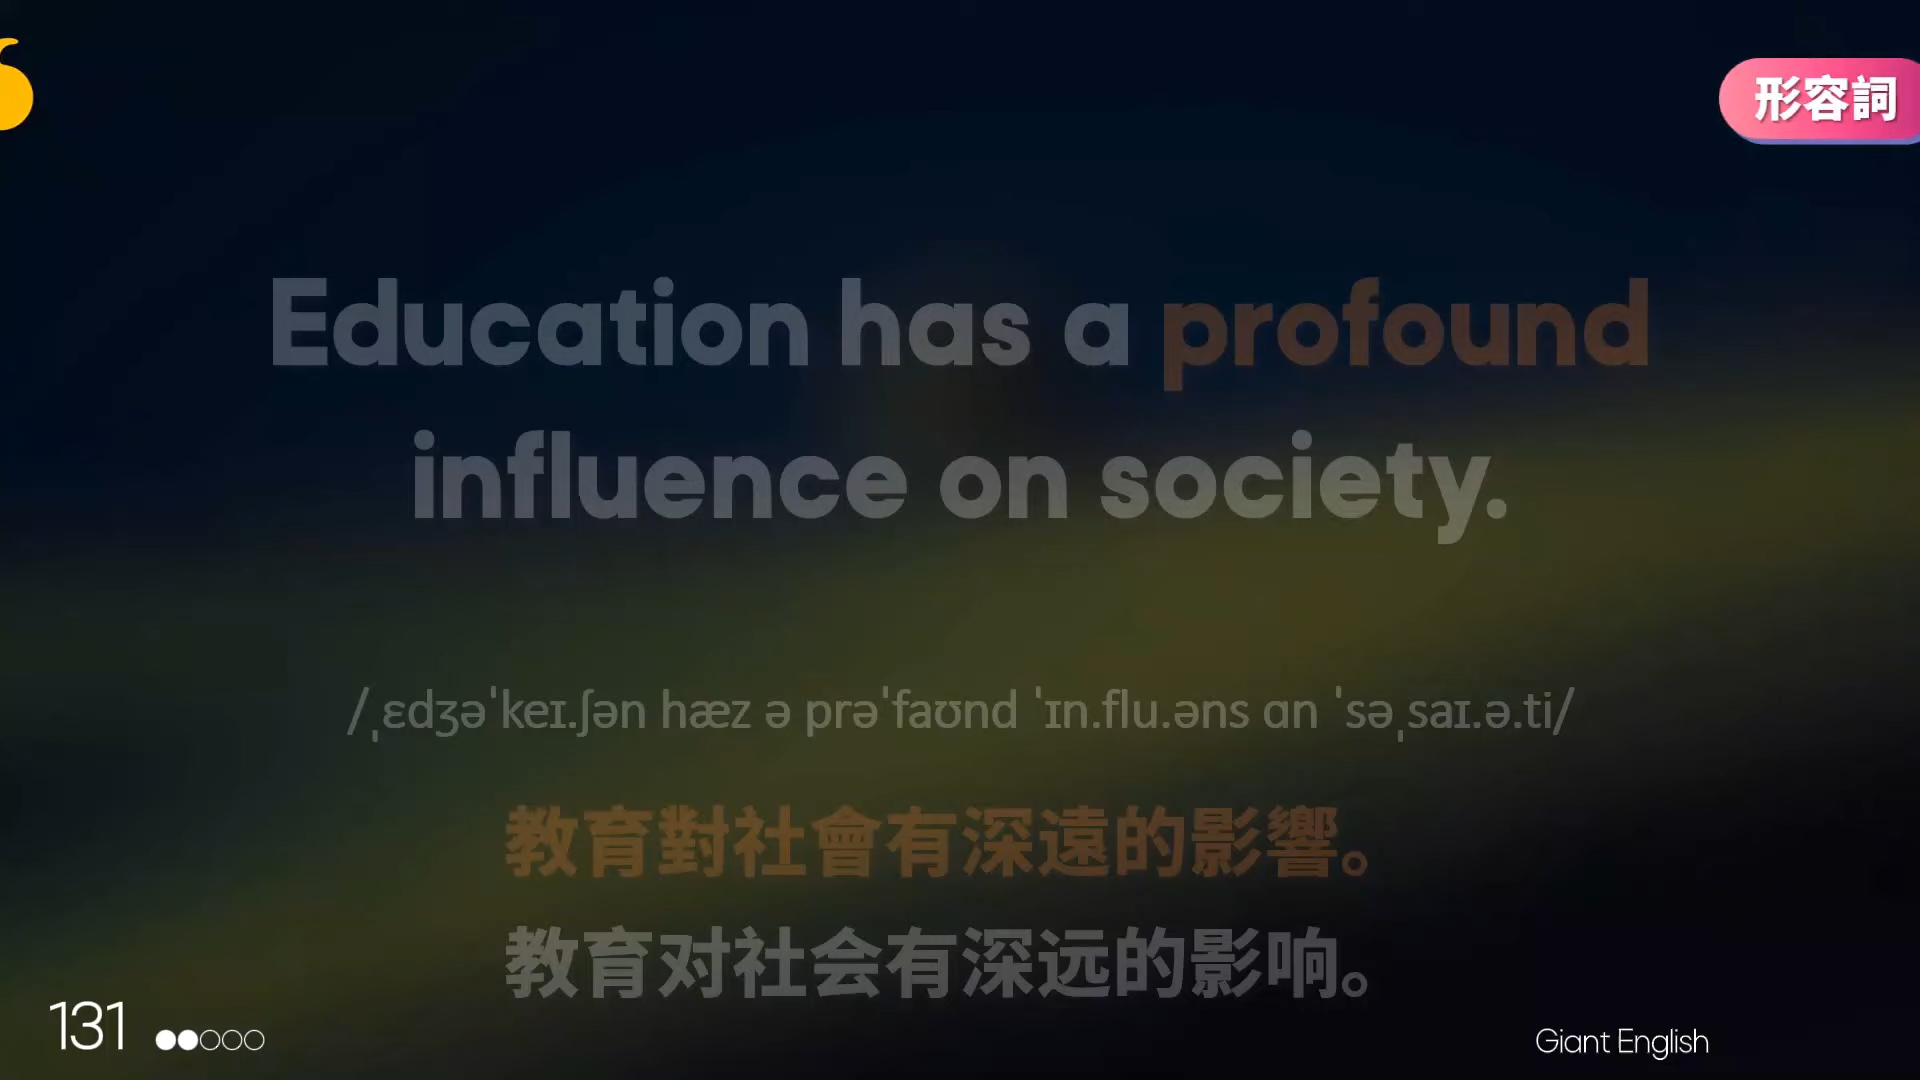 形容詞
Education has a profound
influence on society.
/ˌɛdʒəˈkeɪ.ʃən hæz ə prəˈfaʊnd ˈɪn.flu.əns ɑn ˈsəˌsaɪ.ə.ti/
教育對社會有深遠的影響。
教育对社会有深远的影响。
131
Giant English